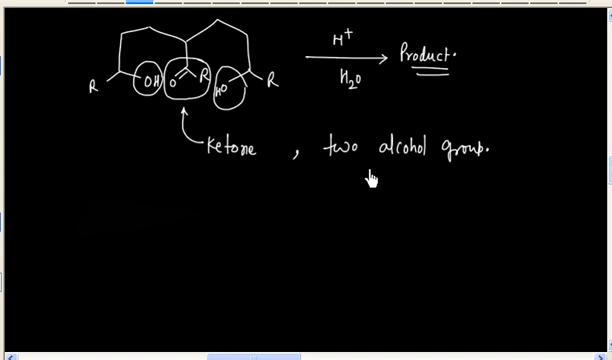 H+
R OH O R HO R
H2O
Product.
Ketone , two alcohol group.